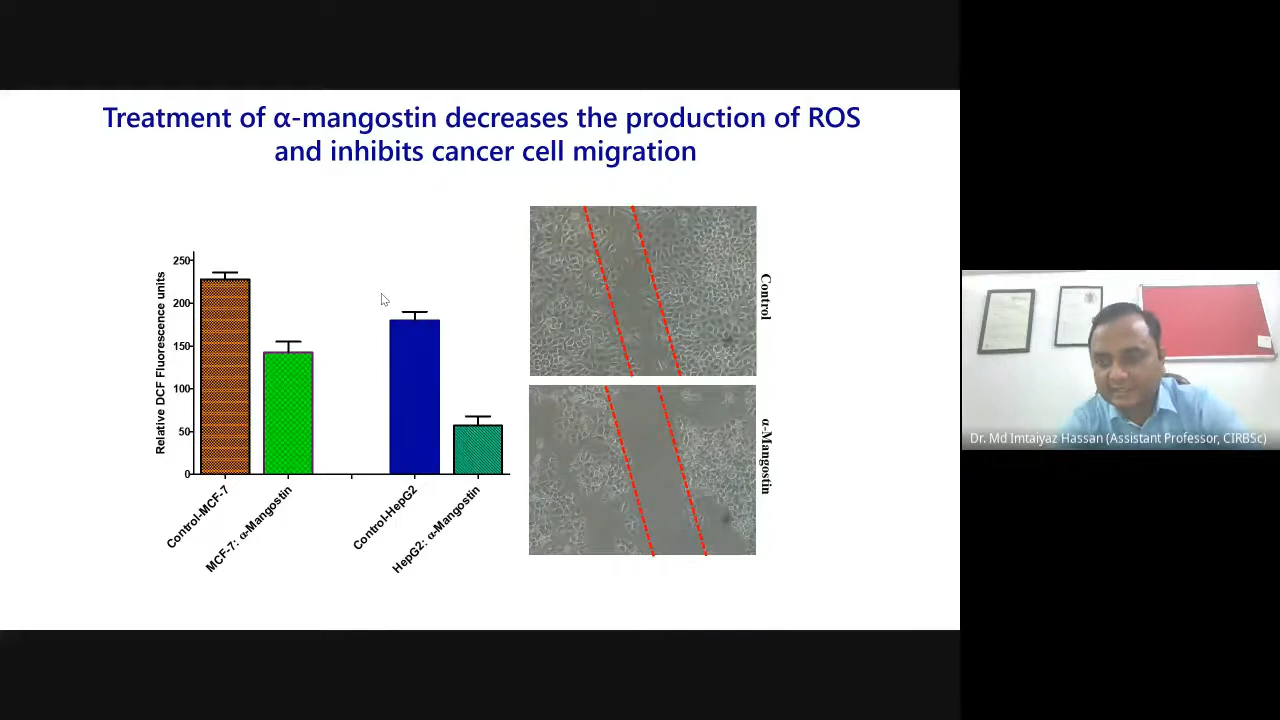 Treatment of α-mangostin decreases the production of ROS
and inhibits cancer cell migration
Relative DCF Fluorescence units
250
200
150
100
50
0
Control-MCF-7
MCF-7: α-Mangostin
Control-HepG2
HepG2: α-Mangostin
Control
α-Mangostin
Dr. Md Imtaiyaz Hassan (Assistant Professor, CIRBSc)